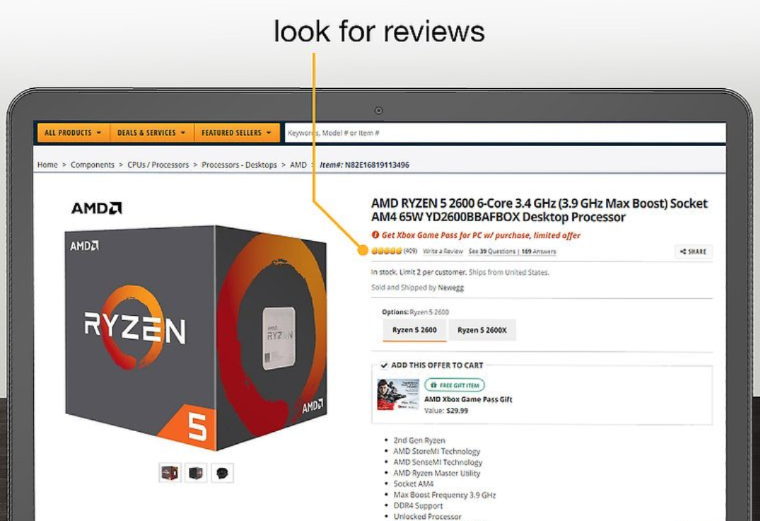 look for reviews
ALL PRODUCTS DEALS & SERVICES FEATURED SELLERS Keywords, Model # or Item #
Home > Components > CPUs / Processors > Processors - Desktops > AMD > Item#: N82E16819113496
AMD
AMD
RYZEN
5
RYZEN
AMD
AMD RYZEN 5 2600 6-Core 3.4 GHz (3.9 GHz Max Boost) Socket
AM4 65W YD2600BBAFBOX Desktop Processor
Get Xbox Game Pass for PC w/ purchase, limited offer
(409) Write a Review See 39 Questions | 169 Answers SHARE
In stock. Limit 2 per customer. Ships from United States.
Sold and Shipped by Newegg
Options: Ryzen 5 2600
Ryzen 5 2600 Ryzen 5 2600X
ADD THIS OFFER TO CART
FREE GIFT ITEM
AMD Xbox Game Pass Gift
Value: $29.99
• 2nd Gen Ryzen
• AMD StoreMI Technology
• AMD SenseMI Technology
• AMD Ryzen Master Utility
• Socket AM4
• Max Boost Frequency 3.9 GHz
• DDR4 Support
• Unlocked Processor